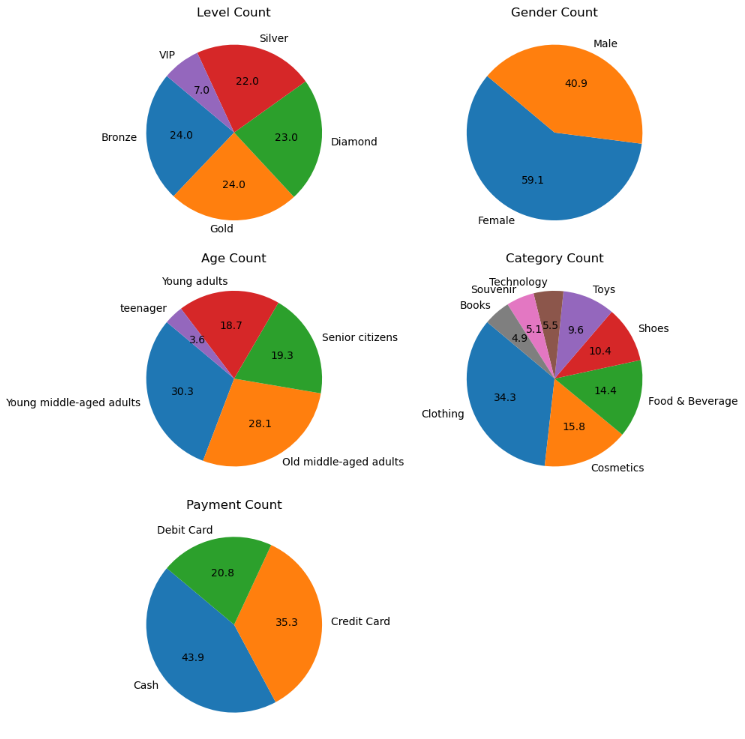 Level Count
Silver
VIP
22.0
7.0
Bronze
24.0
23.0
Diamond
24.0
Gold
Gender Count
Male
40.9
59.1
Female
Age Count
Young adults
teenager
18.7
3.6
Senior citizens
19.3
30.3
Young middle-aged adults
28.1
Old middle-aged adults
Category Count
Technology
Souvenir
Toys
Books
5.5
5.1
9.6
Shoes
4.9
10.4
34.3
14.4
Food & Beverage
Clothing
15.8
Cosmetics
Payment Count
Debit Card
20.8
35.3
Credit Card
43.9
Cash